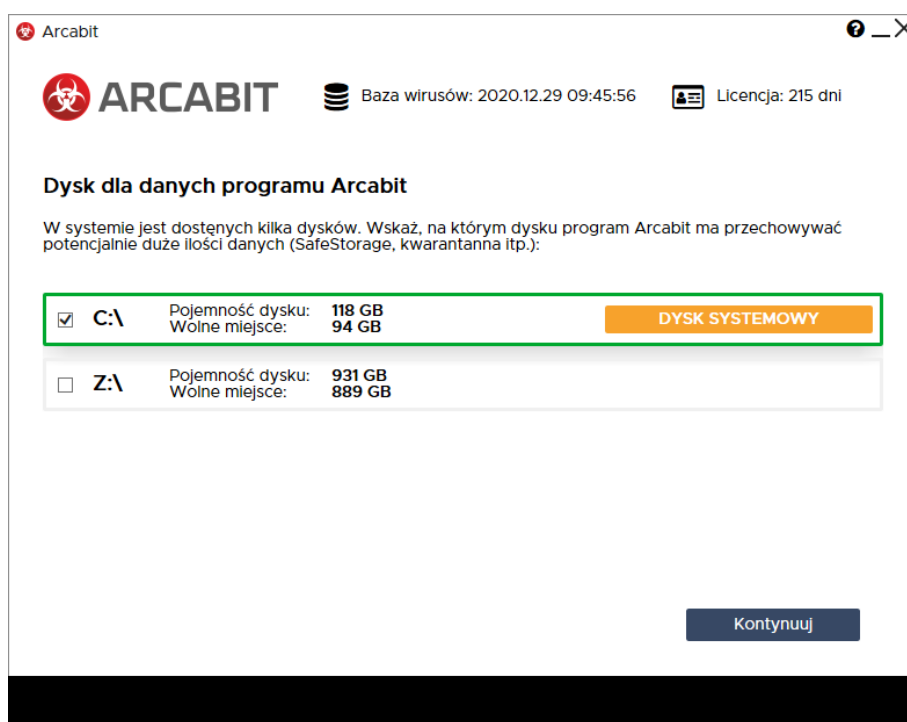 Arcabit
ARCABIT
Baza wirusów: 2020.12.29 09:45:56
Licencja: 215 dni
Dysk dla danych programu Arcabit
W systemie jest dostęnych kilka dysków. Wskaż, na którym dysku program Arcabit ma przechowywać
potencjalnie duże ilości danych (SafeStorage, kwarantanna itp.):
C:\
Pojemność dysku: 118 GB
Wolne miejsce: 94 GB
DYSK SYSTEMOWY
Z:\
Pojemność dysku: 931 GB
Wolne miejsce: 889 GB
Kontynuuj